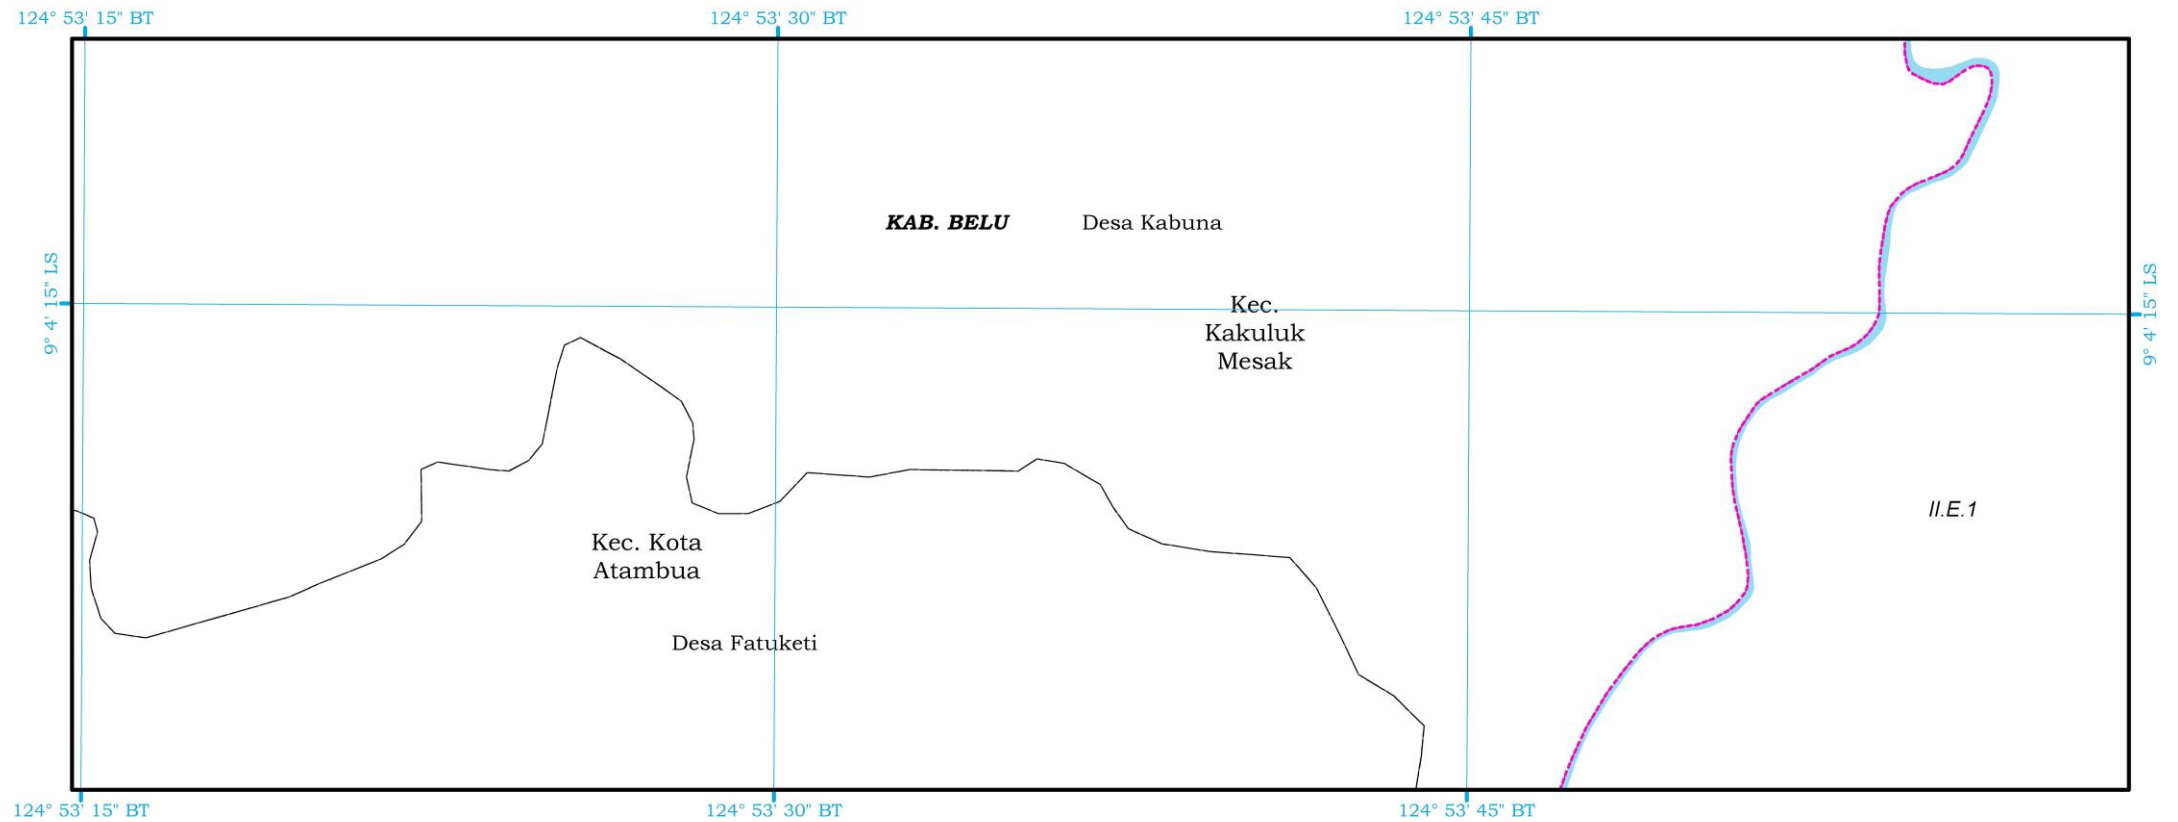 124° 53' 15" BT
124° 53' 30" BT
124° 53' 45" BT
KAB. BELU
Desa Kabuna
9° 4' 15" LS
9° 4' 15" LS
Kec.
Kakuluk
Mesak
II.E.1
Kec. Kota
Atambua
Desa Fatuketi
124° 53' 15" BT
124° 53' 30" BT
124° 53' 45" BT